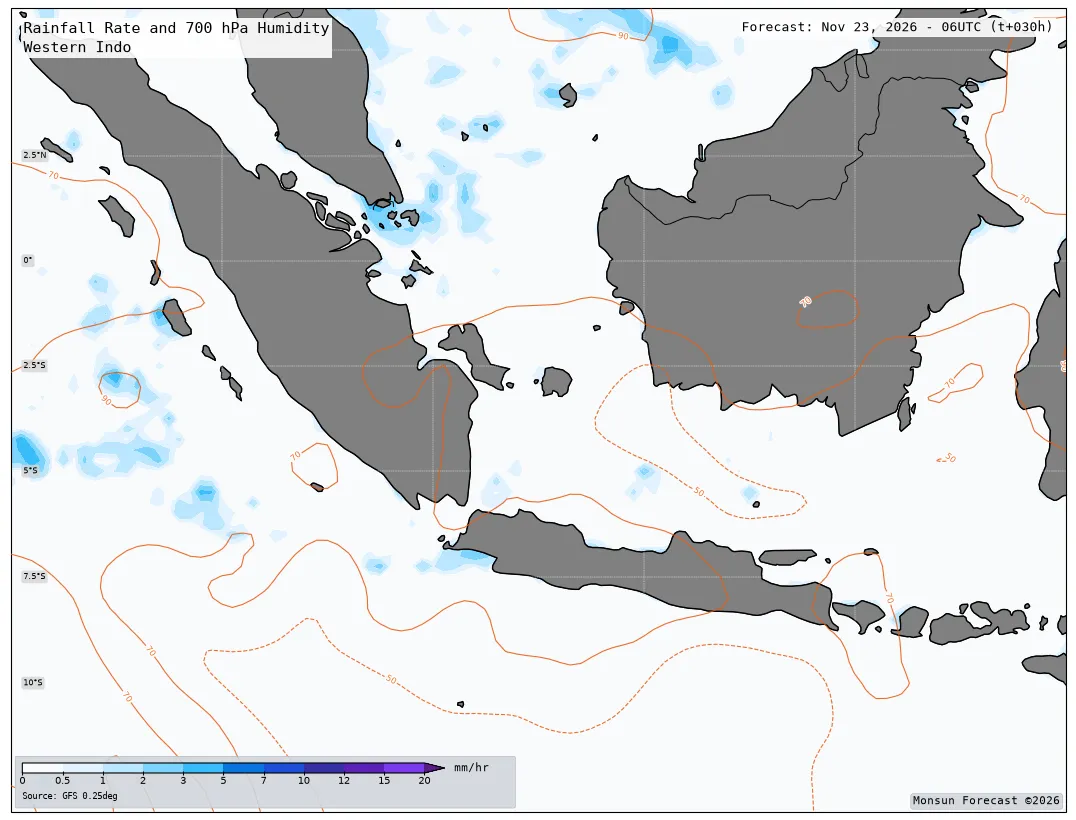 Rainfall Rate and 700 hPa Humidity
Western Indo
Forecast: Nov 23, 2026 - 06UTC (t+030h)
90
2.5°N
70
70
0°
70
2.5°S
70
90
70
5°S
50
50
7.5°S
70
70
50
10°S
70
mm/hr
0 0.5 1 2 3 5 7 10 12 15 20
Source: GFS 0.25deg
Monsun Forecast ©2026